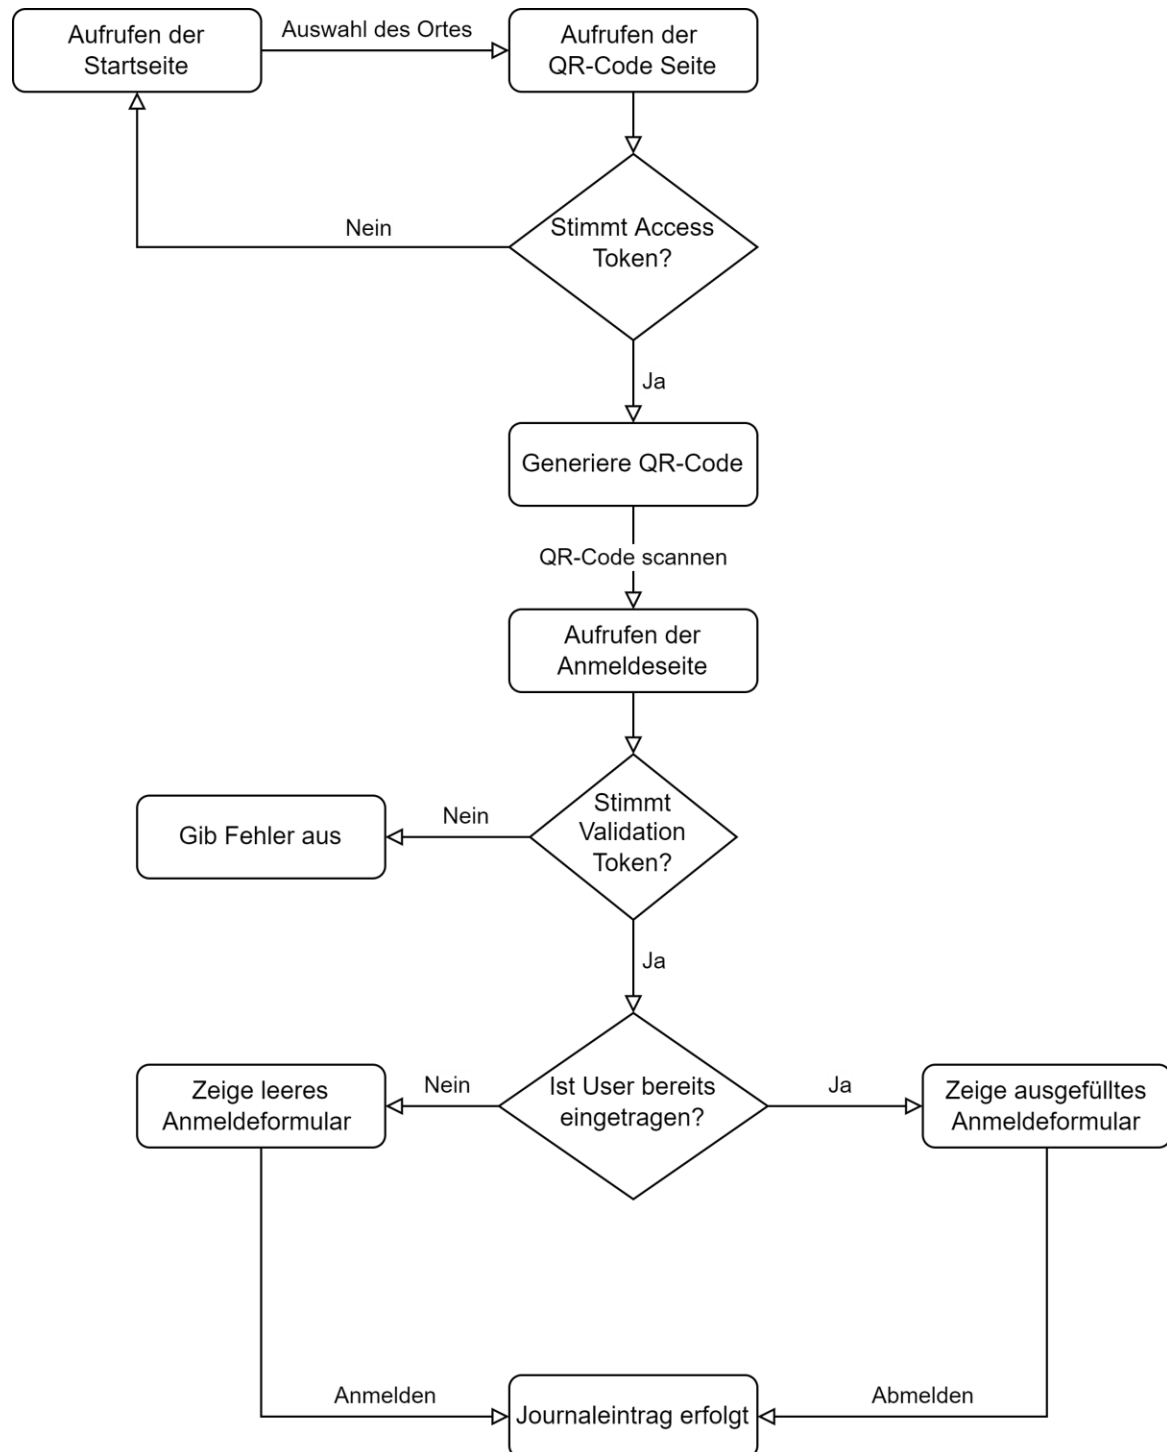 Aufrufen der
Startseite
Auswahl des Ortes
Aufrufen der
QR-Code Seite
Nein
Stimmt Access
Token?
Ja
Generiere QR-Code
QR-Code scannen
Aufrufen der
Anmeldeseite
Gib Fehler aus
Nein
Stimmt
Validation
Token?
Ja
Zeige leeres
Anmeldeformular
Nein
Ist User bereits
eingetragen?
Ja
Zeige ausgefülltes
Anmeldeformular
Anmelden
Journaleintrag erfolgt
Abmelden